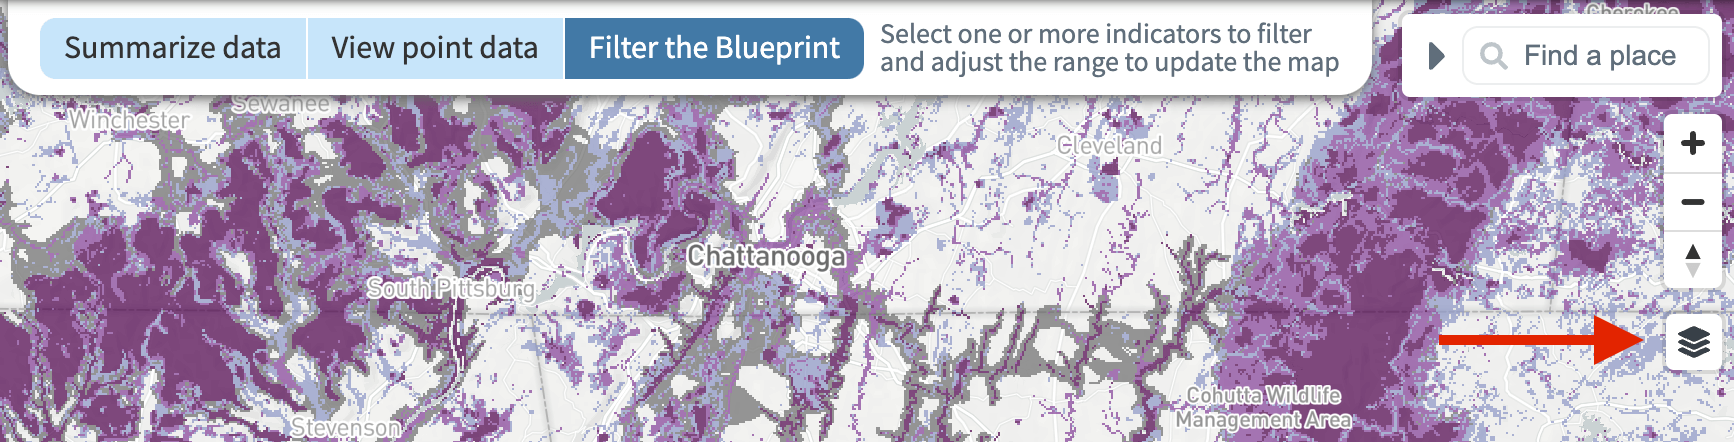 Summarize data
View point data
Filter the Blueprint
Select one or more indicators to filter
and adjust the range to update the map
Find a place
Cherokee
Sewanee
Winchester
Cleveland
Chattanooga
South Pittsburg
Cohutta Wildlife
Management Area
Stevenson